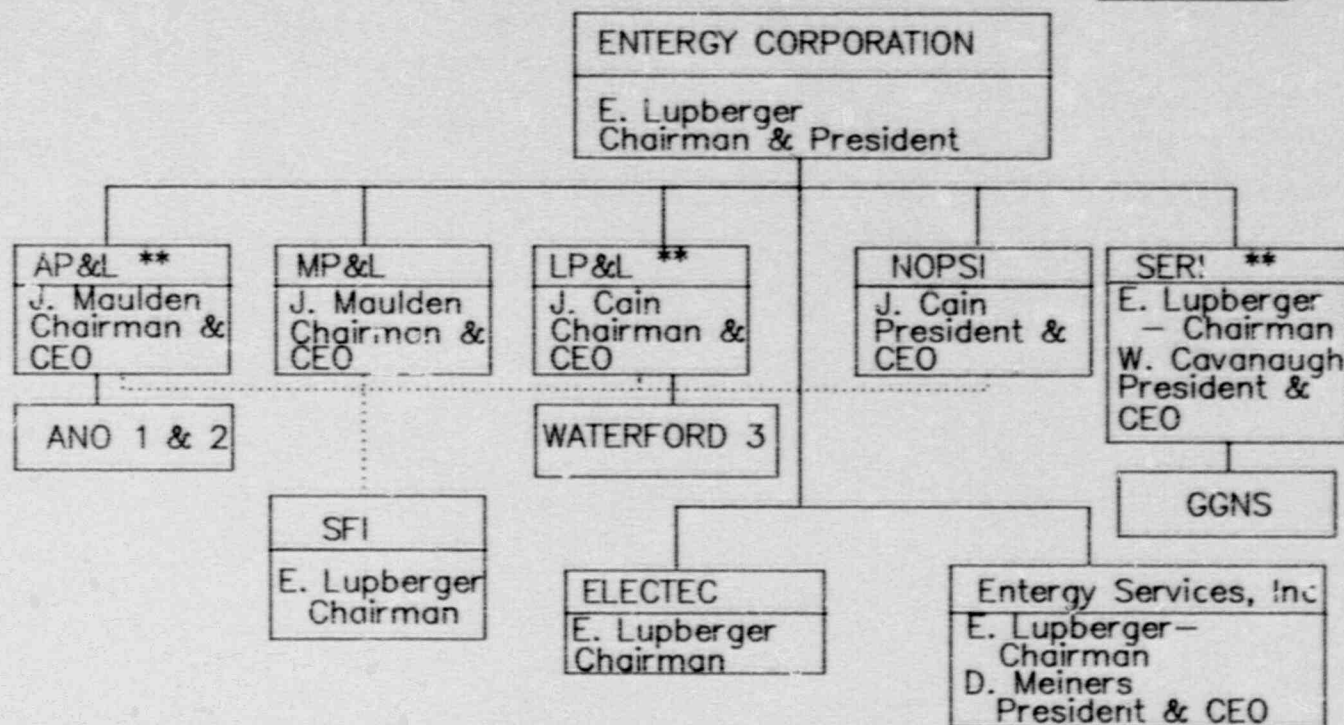 ENTERGY CORPORATION
E. Lupberger
Chairman & President
AP&L **
J. Maulden
Chairman &
CEO
MP&L
J. Maulden
Chairman &
CEO
LP&L **
J. Cain
Chairman &
CEO
NOPSI
J. Cain
President &
CEO
SERI **
E. Lupberger
– Chairman
W. Cavanaugh
President &
CEO
ANO 1 & 2
WATERFORD 3
GGNS
SFI
E. Lupberger
Chairman
ELECTEC
E. Lupberger
Chairman
Entergy Services, Inc
E. Lupberger–
Chairman
D. Meiners
President & CEO